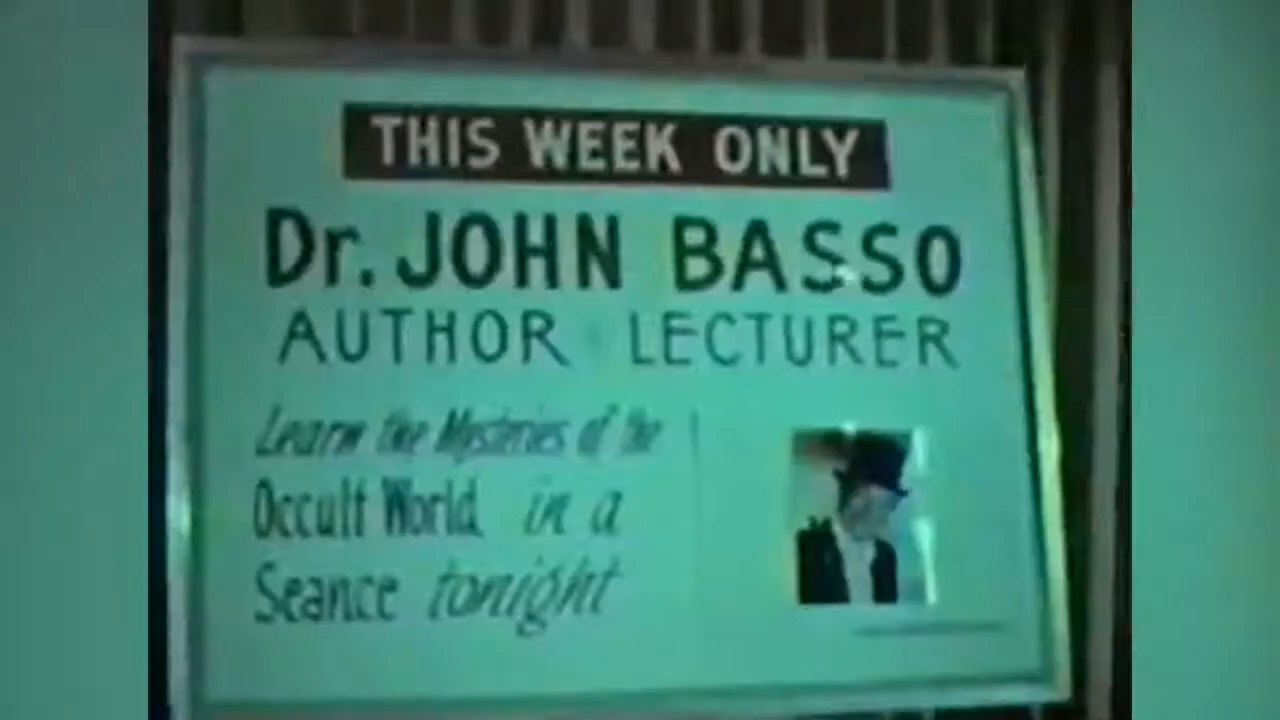 THIS WEEK ONLY
Dr. JOHN BASSO
AUTHOR LECTURER
Learn the Mysteries of the
Occult World in a
Seance tonight